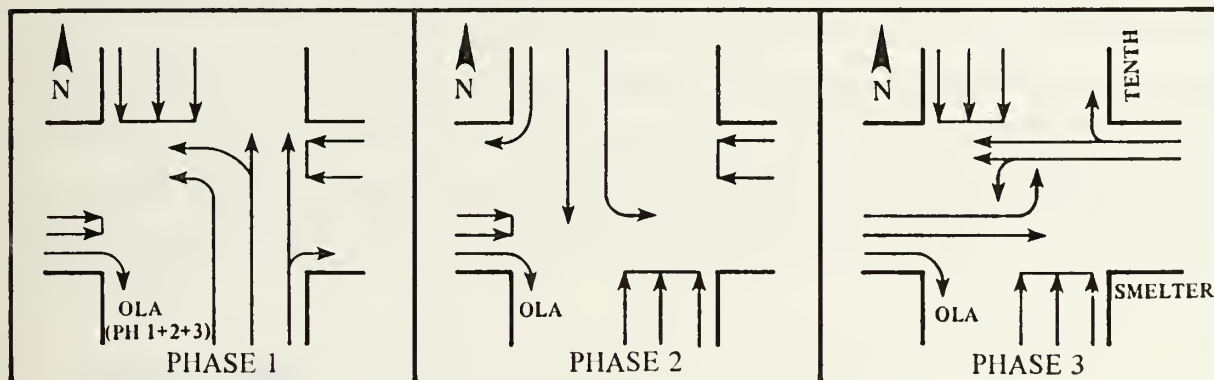 N
OLA
(PH 1+2+3)
PHASE 1
N
OLA
PHASE 2
N
TENTH
OLA
SMELTER
PHASE 3